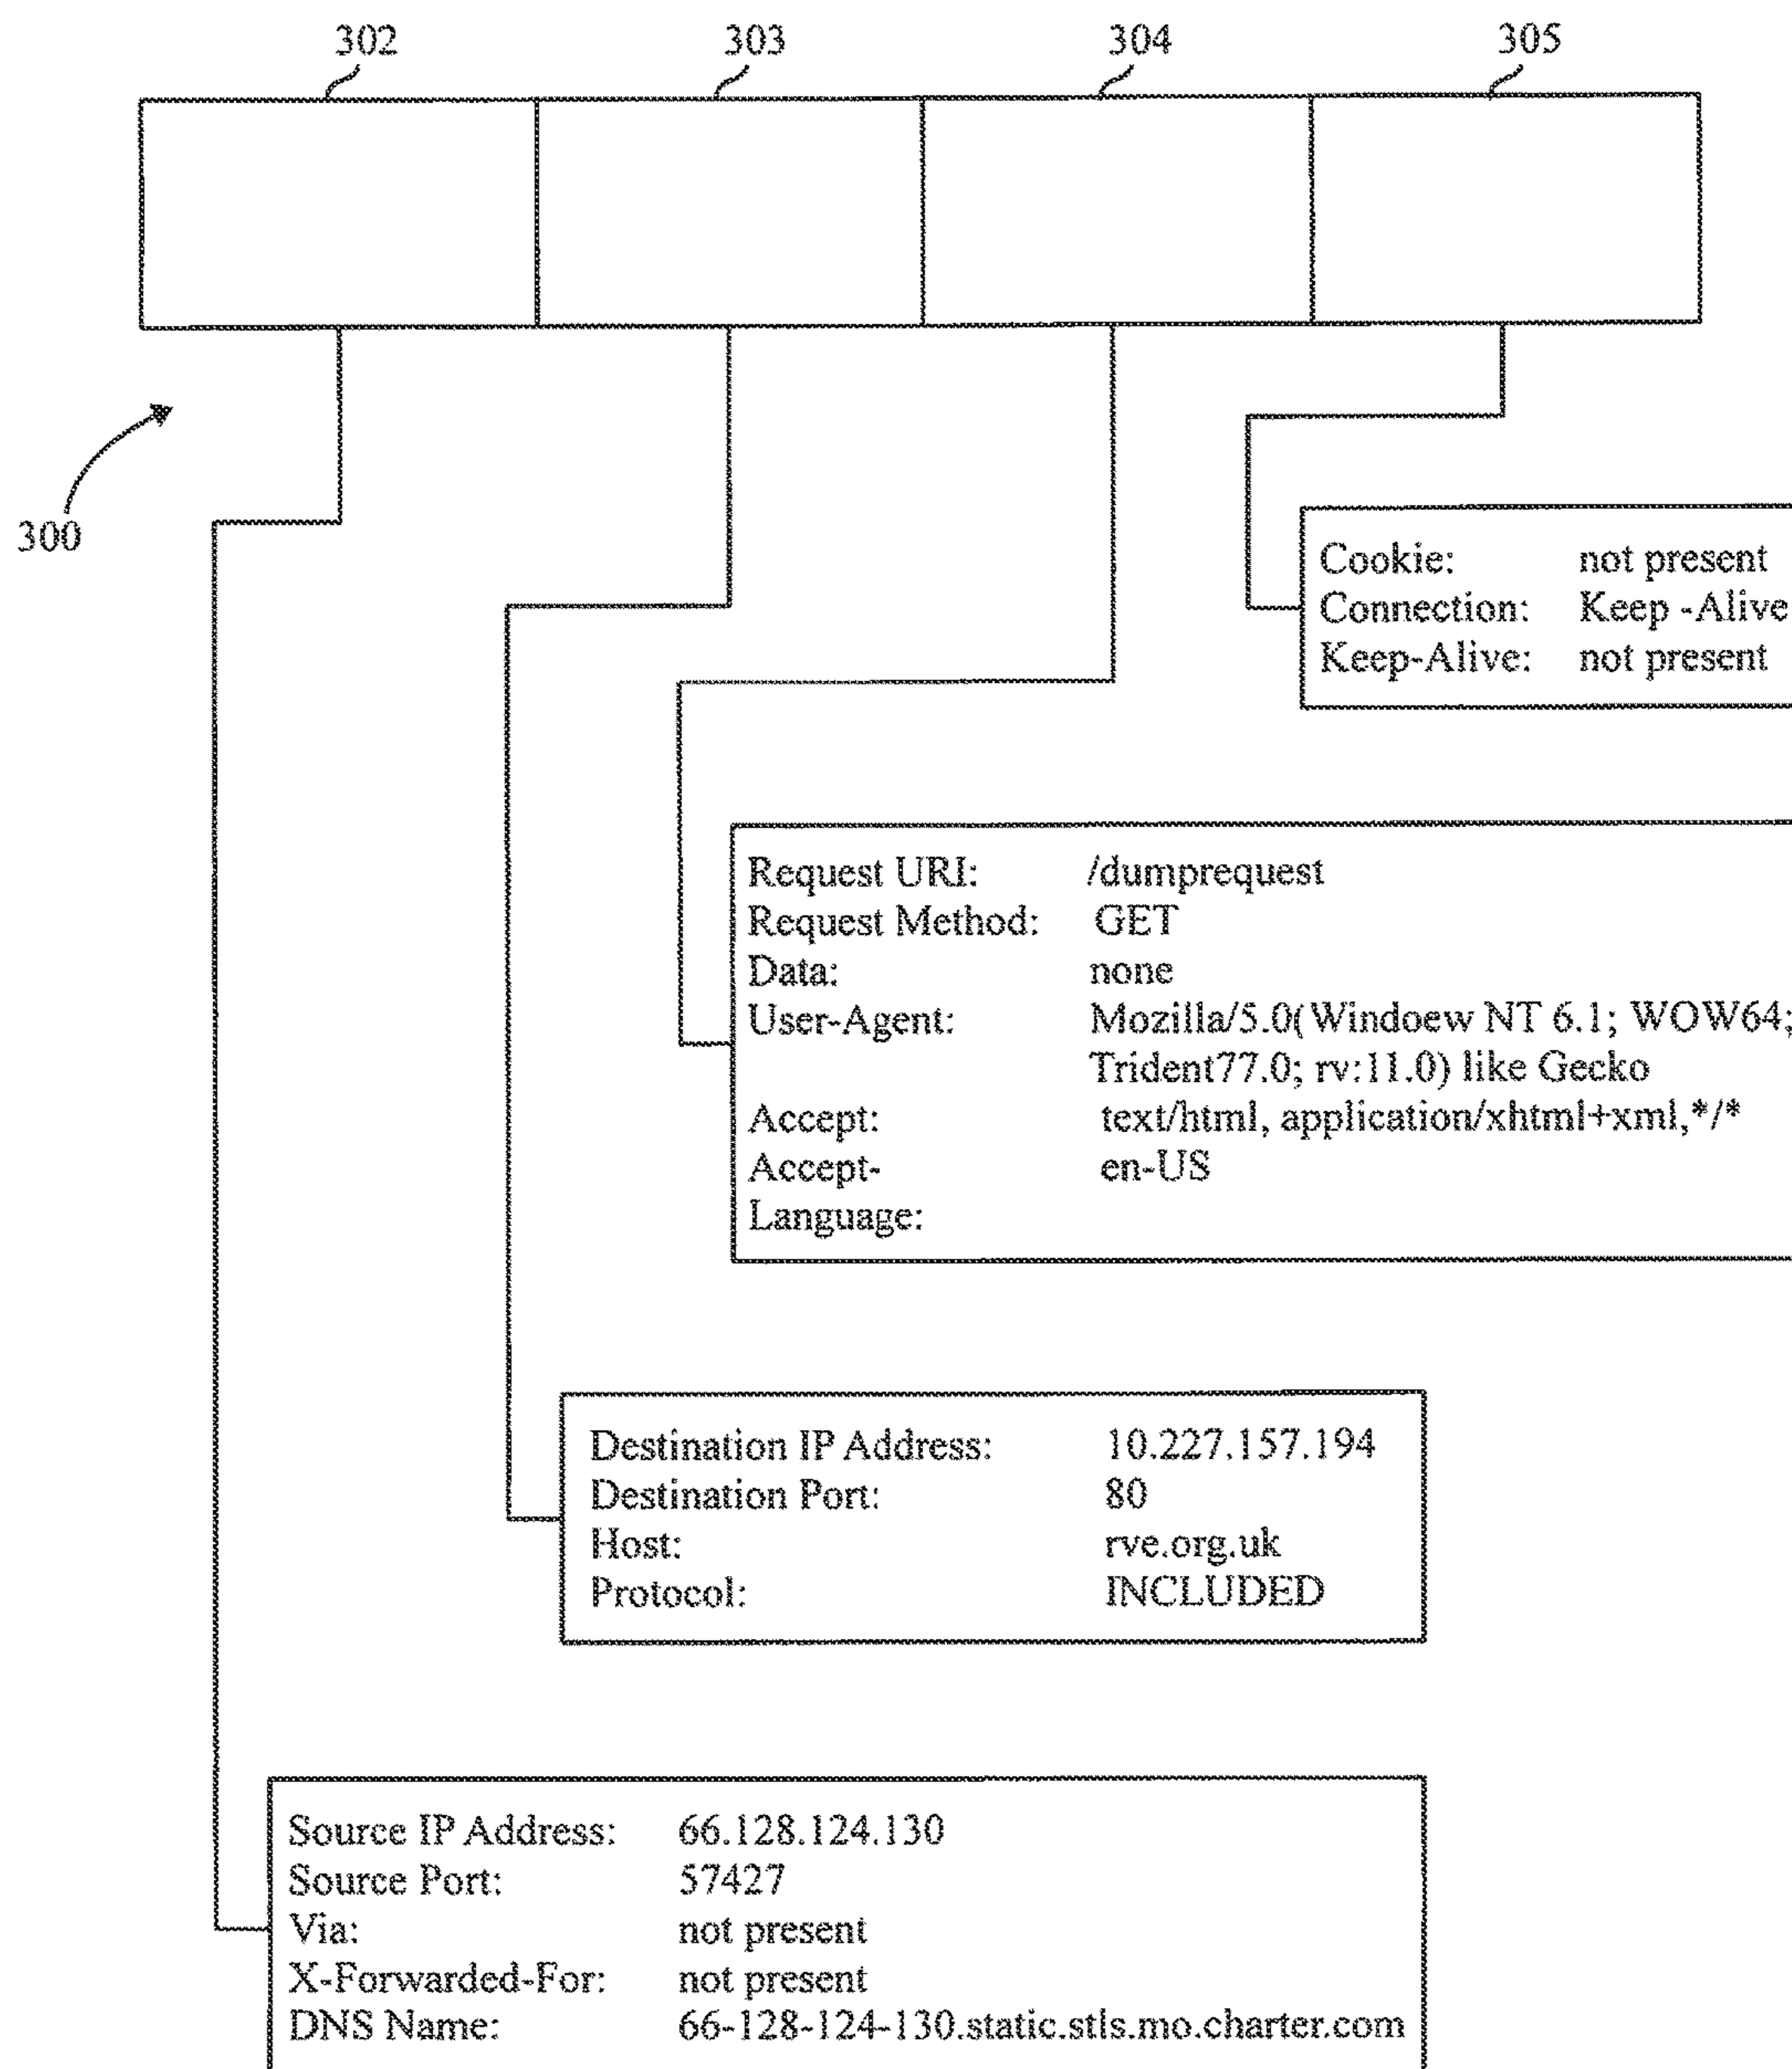 302 303 304 305
300
Cookie: not present
Connection: Keep -Alive
Keep-Alive: not present
Request URI: /dumprequest
Request Method: GET
Data: none
User-Agent: Mozilla/5.0(Windoew NT 6.1; WOW64;
Trident77.0; rv:11.0) like Gecko
Accept: text/html, application/xhtml+xml,*/*
Accept- en-US
Language:
Destination IP Address: 10.227.157.194
Destination Port: 80
Host: rve.org.uk
Protocol: INCLUDED
Source IP Address: 66.128.124.130
Source Port: 57427
Via: not present
X-Forwarded-For: not present
DNS Name: 66-128-124-130.static.stls.mo.charter.com